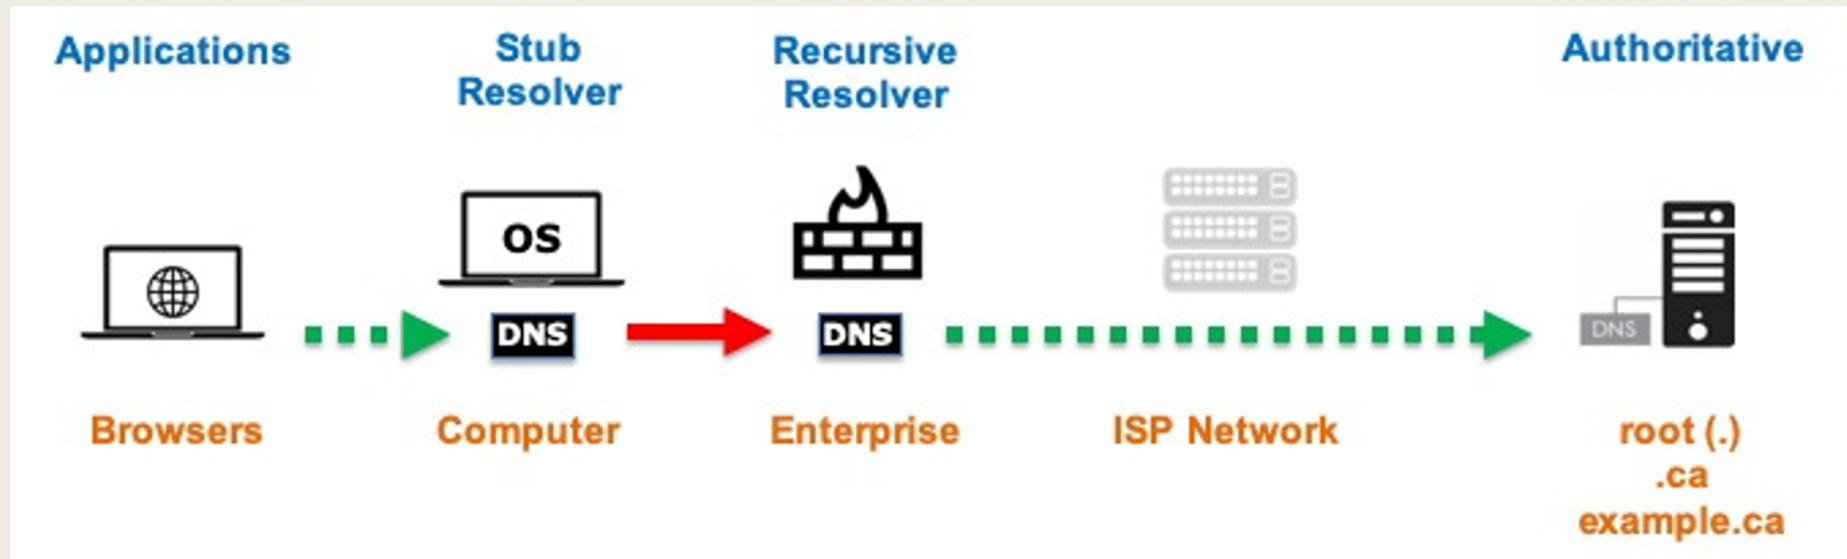 Applications
Stub
Resolver
Recursive
Resolver
Authoritative
OS
DNS
DNS
DNS
Browsers
Computer
Enterprise
ISP Network
root (.)
.ca
example.ca